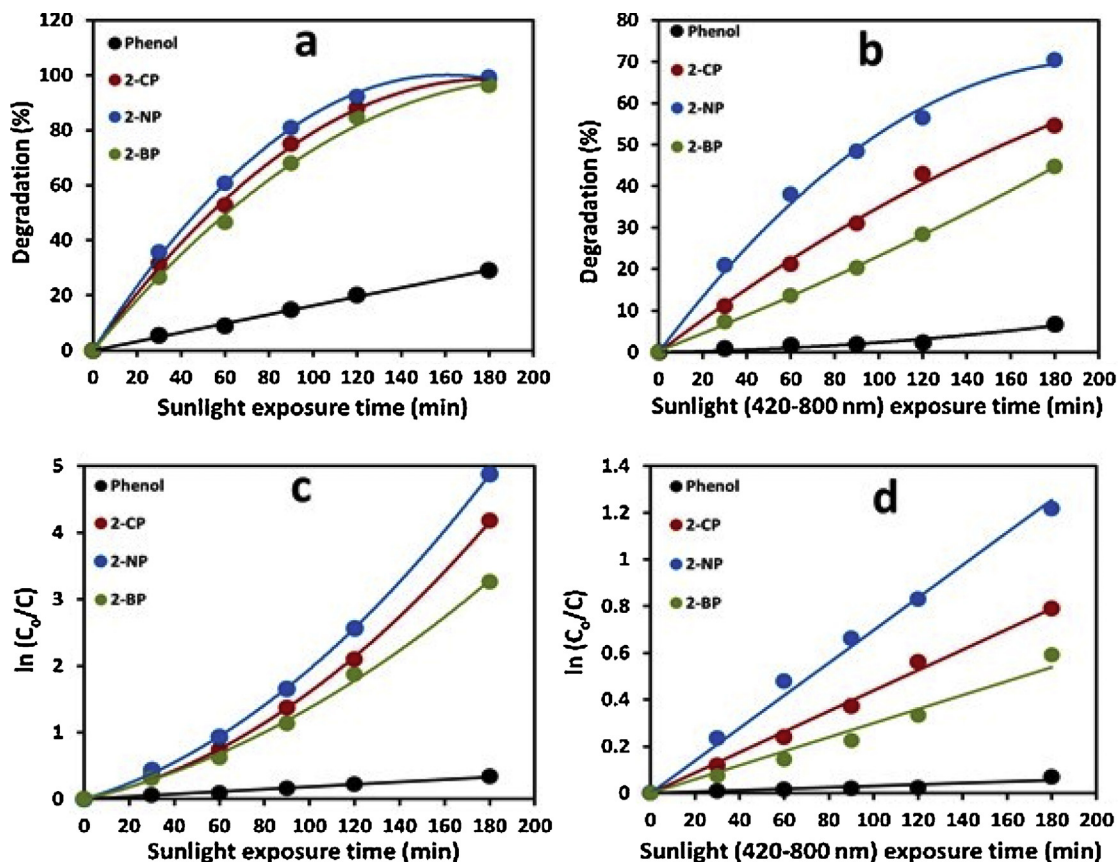 a
120
100
80
60
40
20
0
Degradation (%)
Phenol
2-CP
2-NP
2-BP
0 20 40 60 80 100 120 140 160 180 200
Sunlight exposure time (min)
b
80
70
60
50
40
30
20
10
0
Degradation (%)
Phenol
2-CP
2-NP
2-BP
0 20 40 60 80 100 120 140 160 180 200
Sunlight (420-800 nm) exposure time (min)
c
5
4
3
2
1
0
ln (C₀/C)
Phenol
2-CP
2-NP
2-BP
0 20 40 60 80 100 120 140 160 180 200
Sunlight exposure time (min)
d
1.4
1.2
1
0.8
0.6
0.4
0.2
0
ln (C₀/C)
Phenol
2-CP
2-NP
2-BP
0 20 40 60 80 100 120 140 160 180 200
Sunlight (420-800 nm) exposure time (min)